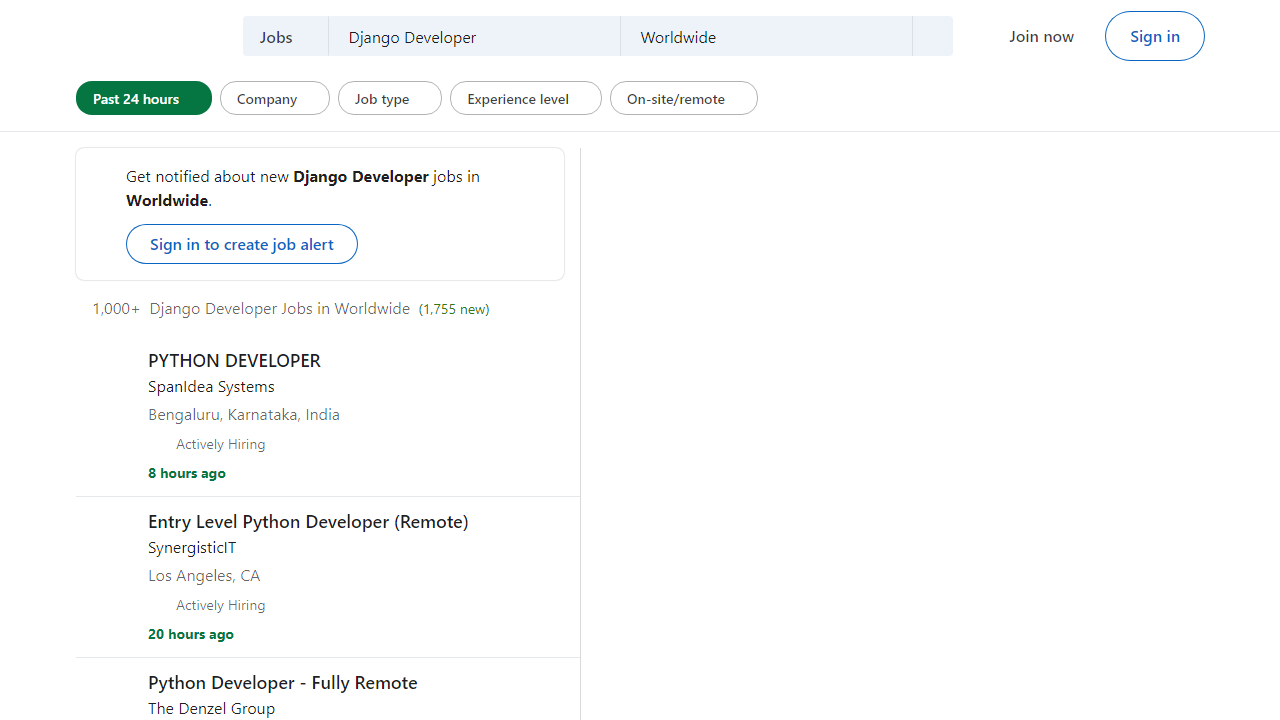 Jobs Django Developer Worldwide Join now Sign in
Past 24 hours Company Job type Experience level On-site/remote
Get notified about new Django Developer jobs in
Worldwide.
Sign in to create job alert
1,000+ Django Developer Jobs in Worldwide (1,755 new)
PYTHON DEVELOPER
SpanIdea Systems
Bengaluru, Karnataka, India
Actively Hiring
8 hours ago
Entry Level Python Developer (Remote)
SynergisticIT
Los Angeles, CA
Actively Hiring
20 hours ago
Python Developer - Fully Remote
The Denzel Group